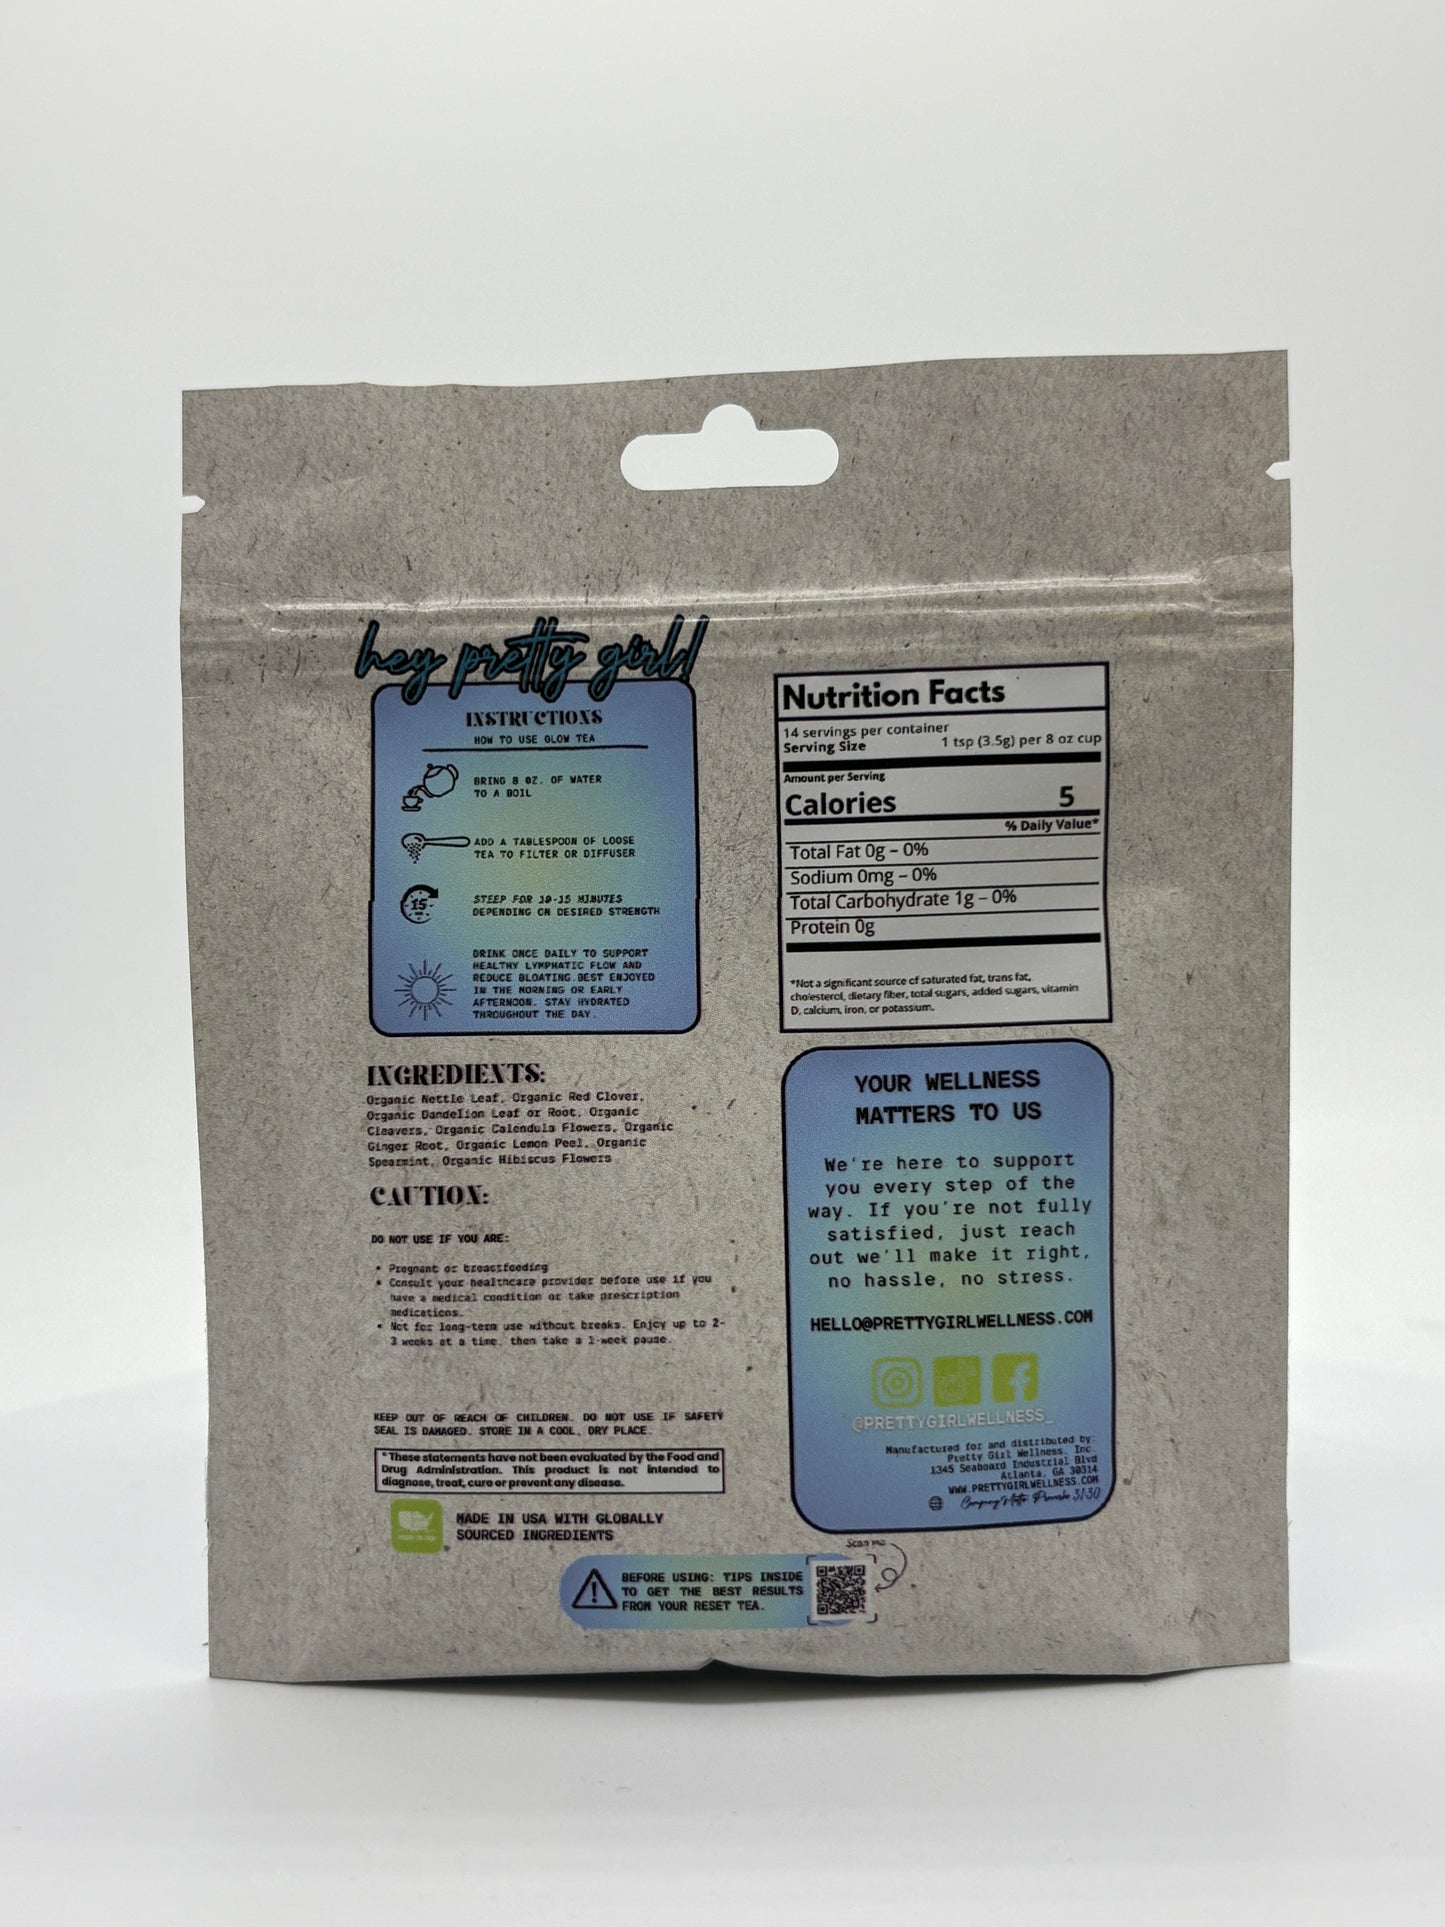 hey pretty girl!
INSTRUCTIONS
HOW TO USE GLOW TEA
BRING 8 OZ. OF WATER
TO A BOIL
ADD A TABLESPOON OF LOOSE
TEA TO FILTER OR DIFFUSER
15
STEEP FOR 10-15 MINUTES
DEPENDING ON DESIRED STRENGTH
DRINK ONCE DAILY TO SUPPORT
HEALTHY LYMPHATIC FLOW AND
REDUCE BLOATING.BEST ENJOYED
IN THE MORNING OR EARLY
AFTERNOON. STAY HYDRATED
THROUGHOUT THE DAY.
INGREDIENTS:
Organic Nettle Leaf, Organic Red Clover,
Organic Dandelion Leaf or Root, Organic
Cleavers, Organic Calendula Flowers, Organic
Ginger Root, Organic Lemon Peel, Organic
Spearmint, Organic Hibiscus Flowers
CAUTION:
DO NOT USE IF YOU ARE:
• Pregnant or breastfeeding
• Consult your healthcare provider before use if you
have a medical condition or take prescription
medications.
• Not for long-term use without breaks. Enjoy up to 2-
3 weeks at a time, then take a 1-week pause.
KEEP OUT OF REACH OF CHILDREN. DO NOT USE IF SAFETY
SEAL IS DAMAGED. STORE IN A COOL, DRY PLACE.
*These statements have not been evaluated by the Food and
Drug Administration. This product is not intended to
diagnose, treat, cure or prevent any disease.
MADE IN USA WITH GLOBALLY
SOURCED INGREDIENTS
Nutrition Facts
14 servings per container
Serving Size 1 tsp (3.5g) per 8 oz cup
Amount per Serving
Calories 5
% Daily Value*
Total Fat 0g – 0%
Sodium 0mg – 0%
Total Carbohydrate 1g – 0%
Protein 0g
*Not a significant source of saturated fat, trans fat,
cholesterol, dietary fiber, total sugars, added sugars, vitamin
D, calcium, iron, or potassium.
YOUR WELLNESS
MATTERS TO US
We're here to support
you every step of the
way. If you're not fully
satisfied, just reach
out we'll make it right,
no hassle, no stress.
HELLO@PRETTYGIRLWELLNESS.COM
@PRETTYGIRLWELLNESS_
Manufactured for and distributed by:
Pretty Girl Wellness, Inc.
1345 Seaboard Industrial Blvd
Atlanta, GA 30314
WWW.PRETTYGIRLWELLNESS.COM
Company Motto: Proverbs 31:30
Scan me
BEFORE USING: TIPS INSIDE
TO GET THE BEST RESULTS
FROM YOUR RESET TEA.